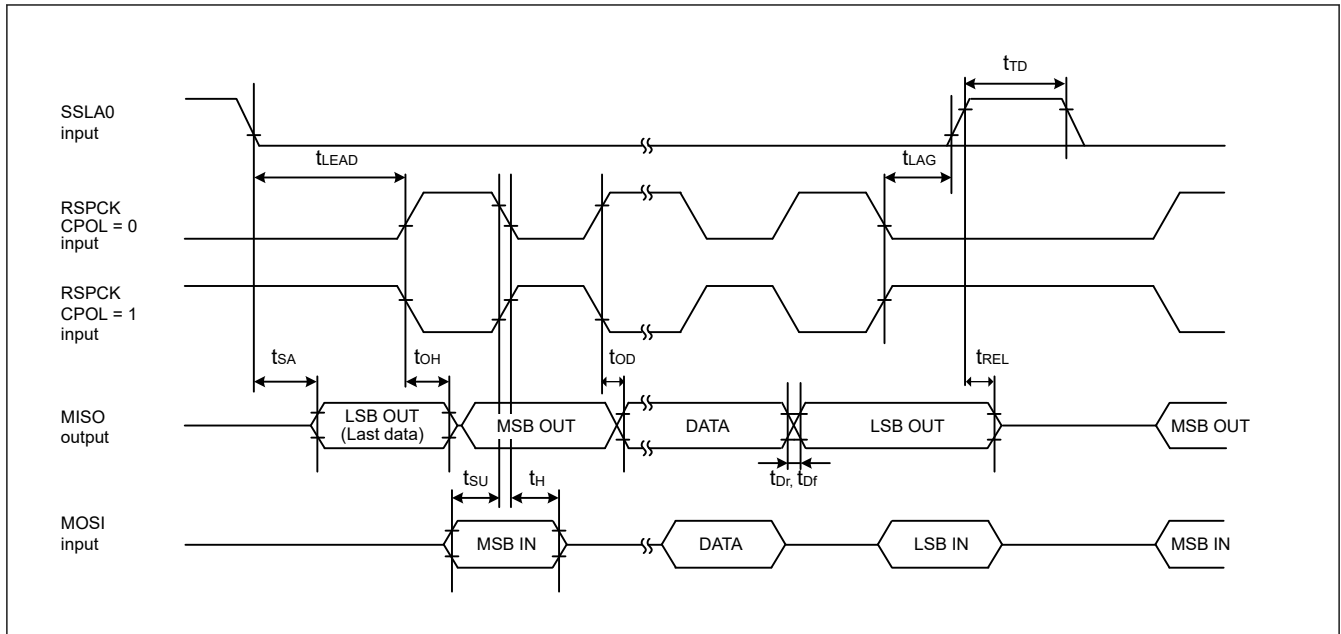 tTD
SSLA0
input
tLEAD
tLAG
RSPCK
CPOL = 0
input
RSPCK
CPOL = 1
input
tSA
tOH
tOD
tREL
MISO
output
LSB OUT
(Last data)
MSB OUT
DATA
LSB OUT
MSB OUT
tSU
tH
tDr, tDf
MOSI
input
MSB IN
DATA
LSB IN
MSB IN